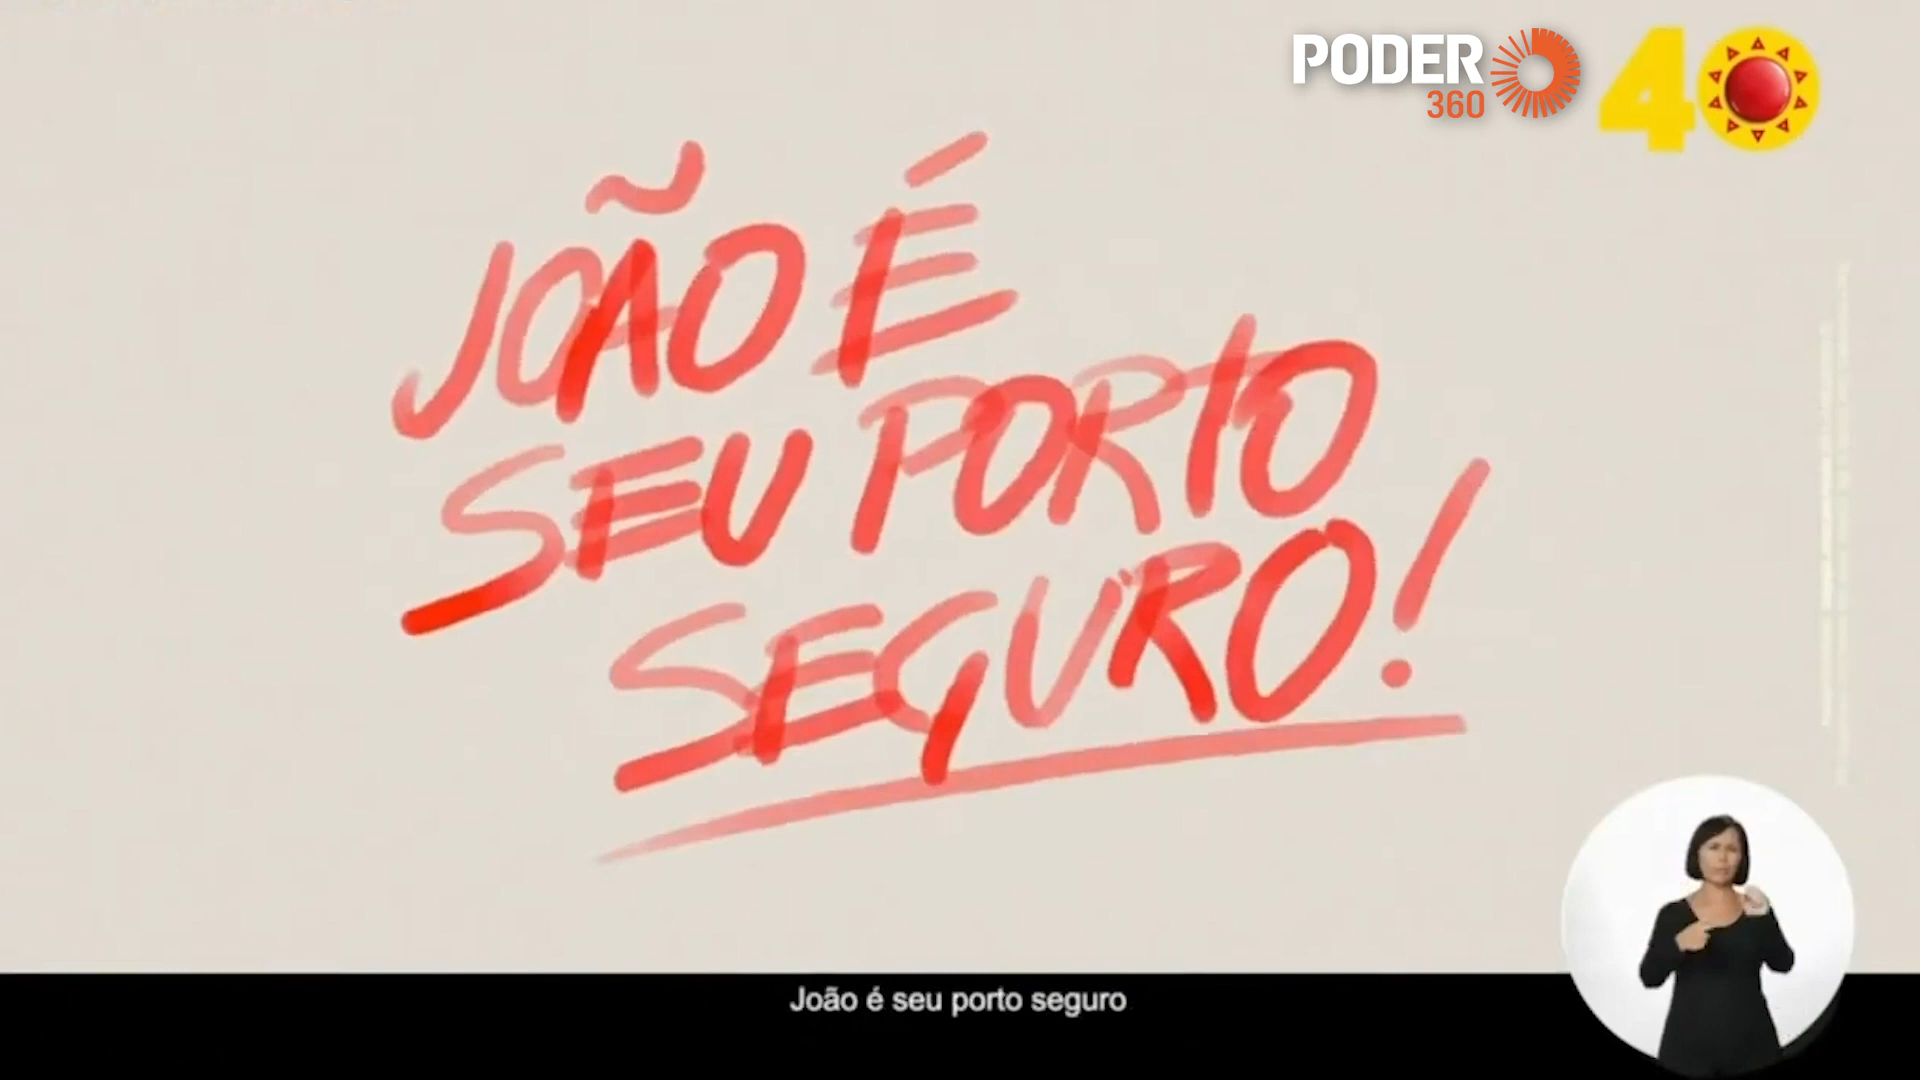 PODER
360
40
JOÃO É
SEU PORTO
SEGURO!
João é seu porto seguro